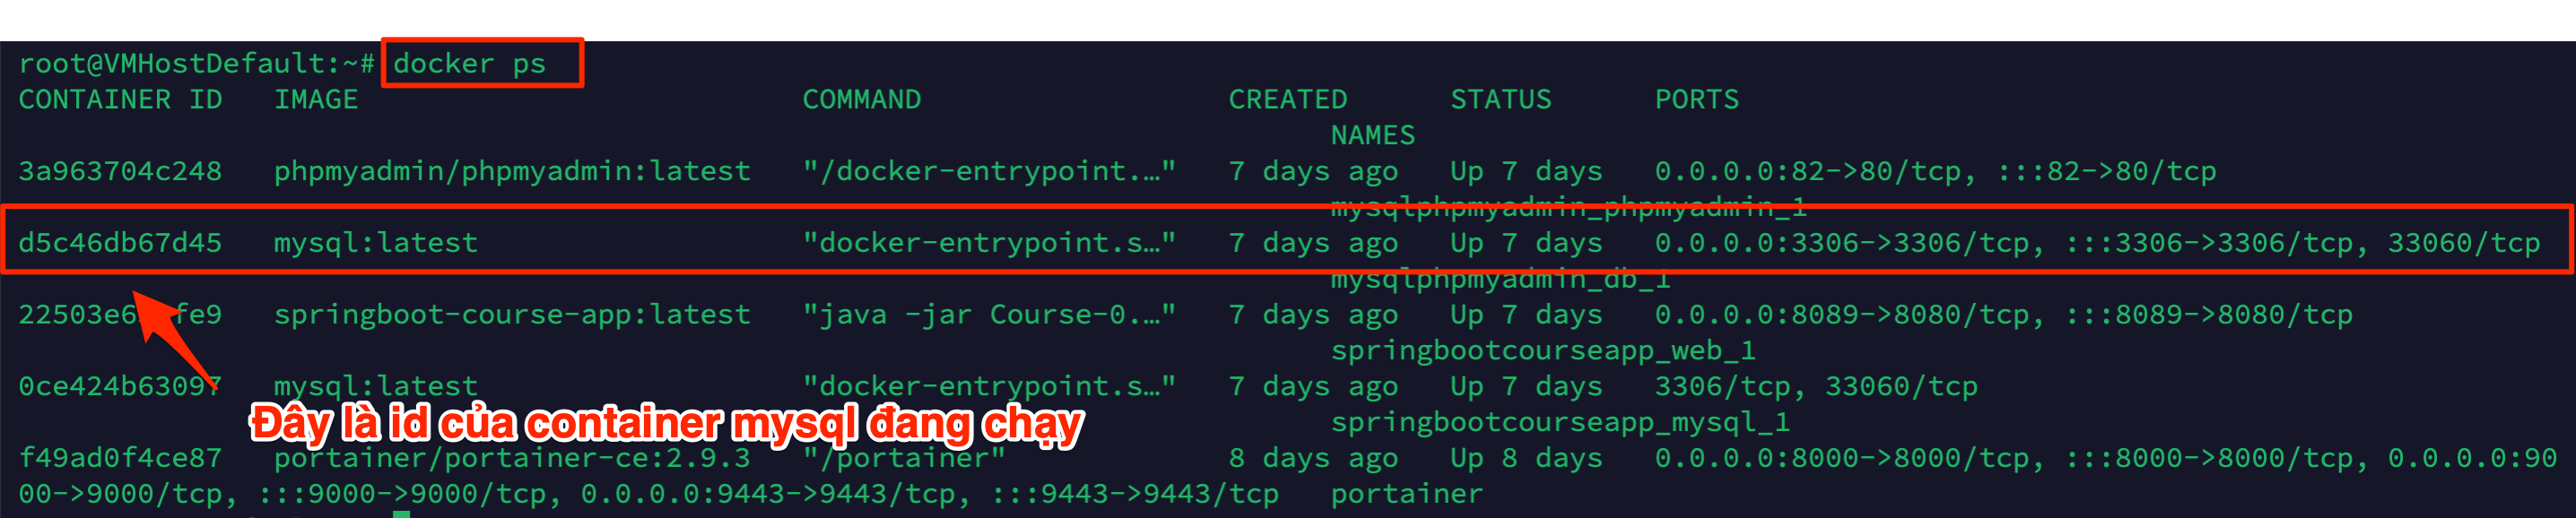 root@VMHostDefault:~# docker ps
CONTAINER ID   IMAGE                          COMMAND                  CREATED      STATUS      PORTS
NAMES
3a963704c248   phpmyadmin/phpmyadmin:latest   "/docker-entrypoint.…"   7 days ago   Up 7 days   0.0.0.0:82->80/tcp, :::82->80/tcp
mysqlphpmyadmin_phpmyadmin_1
d5c46db67d45   mysql:latest                   "docker-entrypoint.s…"   7 days ago   Up 7 days   0.0.0.0:3306->3306/tcp, :::3306->3306/tcp, 33060/tcp
mysqlphpmyadmin_db_1
springboot-course-app:latest   "java -jar Course-0.…"   7 days ago   Up 7 days   0.0.0.0:8089->8080/tcp, :::8089->8080/tcp
springbootcourseapp_web_1
0ce424b63097   mysql:latest                   "docker-entrypoint.s…"   7 days ago   Up 7 days   3306/tcp, 33060/tcp
Đây là id của container mysql đang chạy
springbootcourseapp_mysql_1
f49ad0f4ce87   portainer/portainer-ce:2.9.3   "/portainer"             8 days ago   Up 8 days   0.0.0.0:8000->8000/tcp, :::8000->8000/tcp, 0.0.0.0:90
00->9000/tcp, :::9000->9000/tcp, 0.0.0.0:9443->9443/tcp, :::9443->9443/tcp   portainer